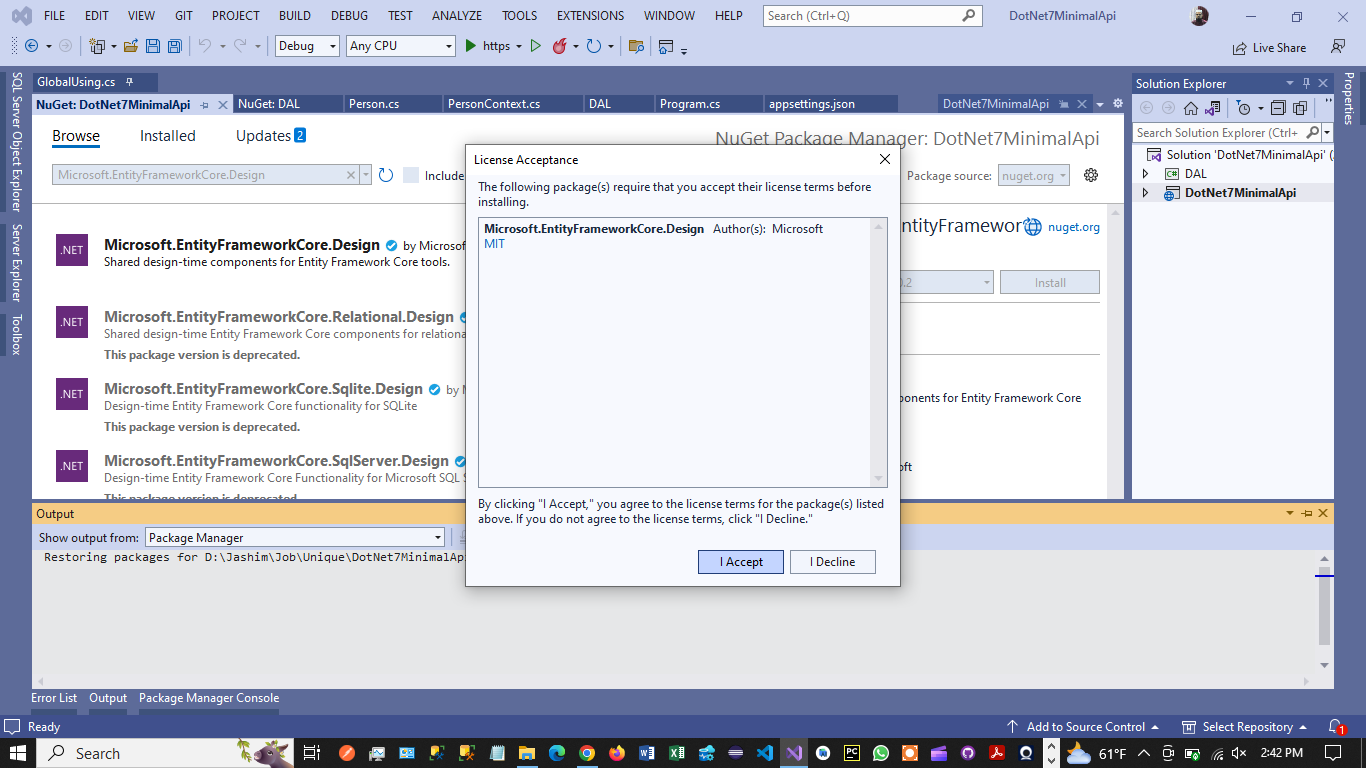 FILE EDIT VIEW GIT PROJECT BUILD DEBUG TEST ANALYZE TOOLS EXTENSIONS WINDOW HELP Search (Ctrl+Q) DotNet7MinimalApi
Debug Any CPU https Live Share
SQL Server Object Explorer
Server Explorer
Toolbox
GlobalUsing.cs
NuGet: DotNet7MinimalApi NuGet: DAL Person.cs PersonContext.cs DAL Program.cs appsettings.json DotNet7MinimalApi
Browse Installed Updates 2
NuGet Package Manager: DotNet7MinimalApi
Microsoft.EntityFrameworkCore.Design Include
Package source: nuget.org
.NET Microsoft.EntityFrameworkCore.Design by Microsof
Shared design-time components for Entity Framework Core tools.
.NET Microsoft.EntityFrameworkCore.Relational.Design
Shared design-time Entity Framework Core components for relationa
This package version is deprecated.
.NET Microsoft.EntityFrameworkCore.Sqlite.Design by M
Design-time Entity Framework Core functionality for SQLite
This package version is deprecated.
.NET Microsoft.EntityFrameworkCore.SqlServer.Design
Design-time Entity Framework Core Functionality for Microsoft SQL S
This package version is deprecated.
License Acceptance
The following package(s) require that you accept their license terms before
installing.
Microsoft.EntityFrameworkCore.Design Author(s): Microsoft
MIT
By clicking "I Accept," you agree to the license terms for the package(s) listed
above. If you do not agree to the license terms, click "I Decline."
I Accept I Decline
ntityFramewor nuget.org
0.2 Install
onents for Entity Framework Core
oft
Solution Explorer
Search Solution Explorer (Ctrl+
Solution 'DotNet7MinimalApi' (
DAL
DotNet7MinimalApi
Properties
Output
Show output from: Package Manager
Restoring packages for D:\Jashim\Job\Unique\DotNet7MinimalAp
Error List Output Package Manager Console
Ready Add to Source Control Select Repository 1
Search 61°F 2:42 PM